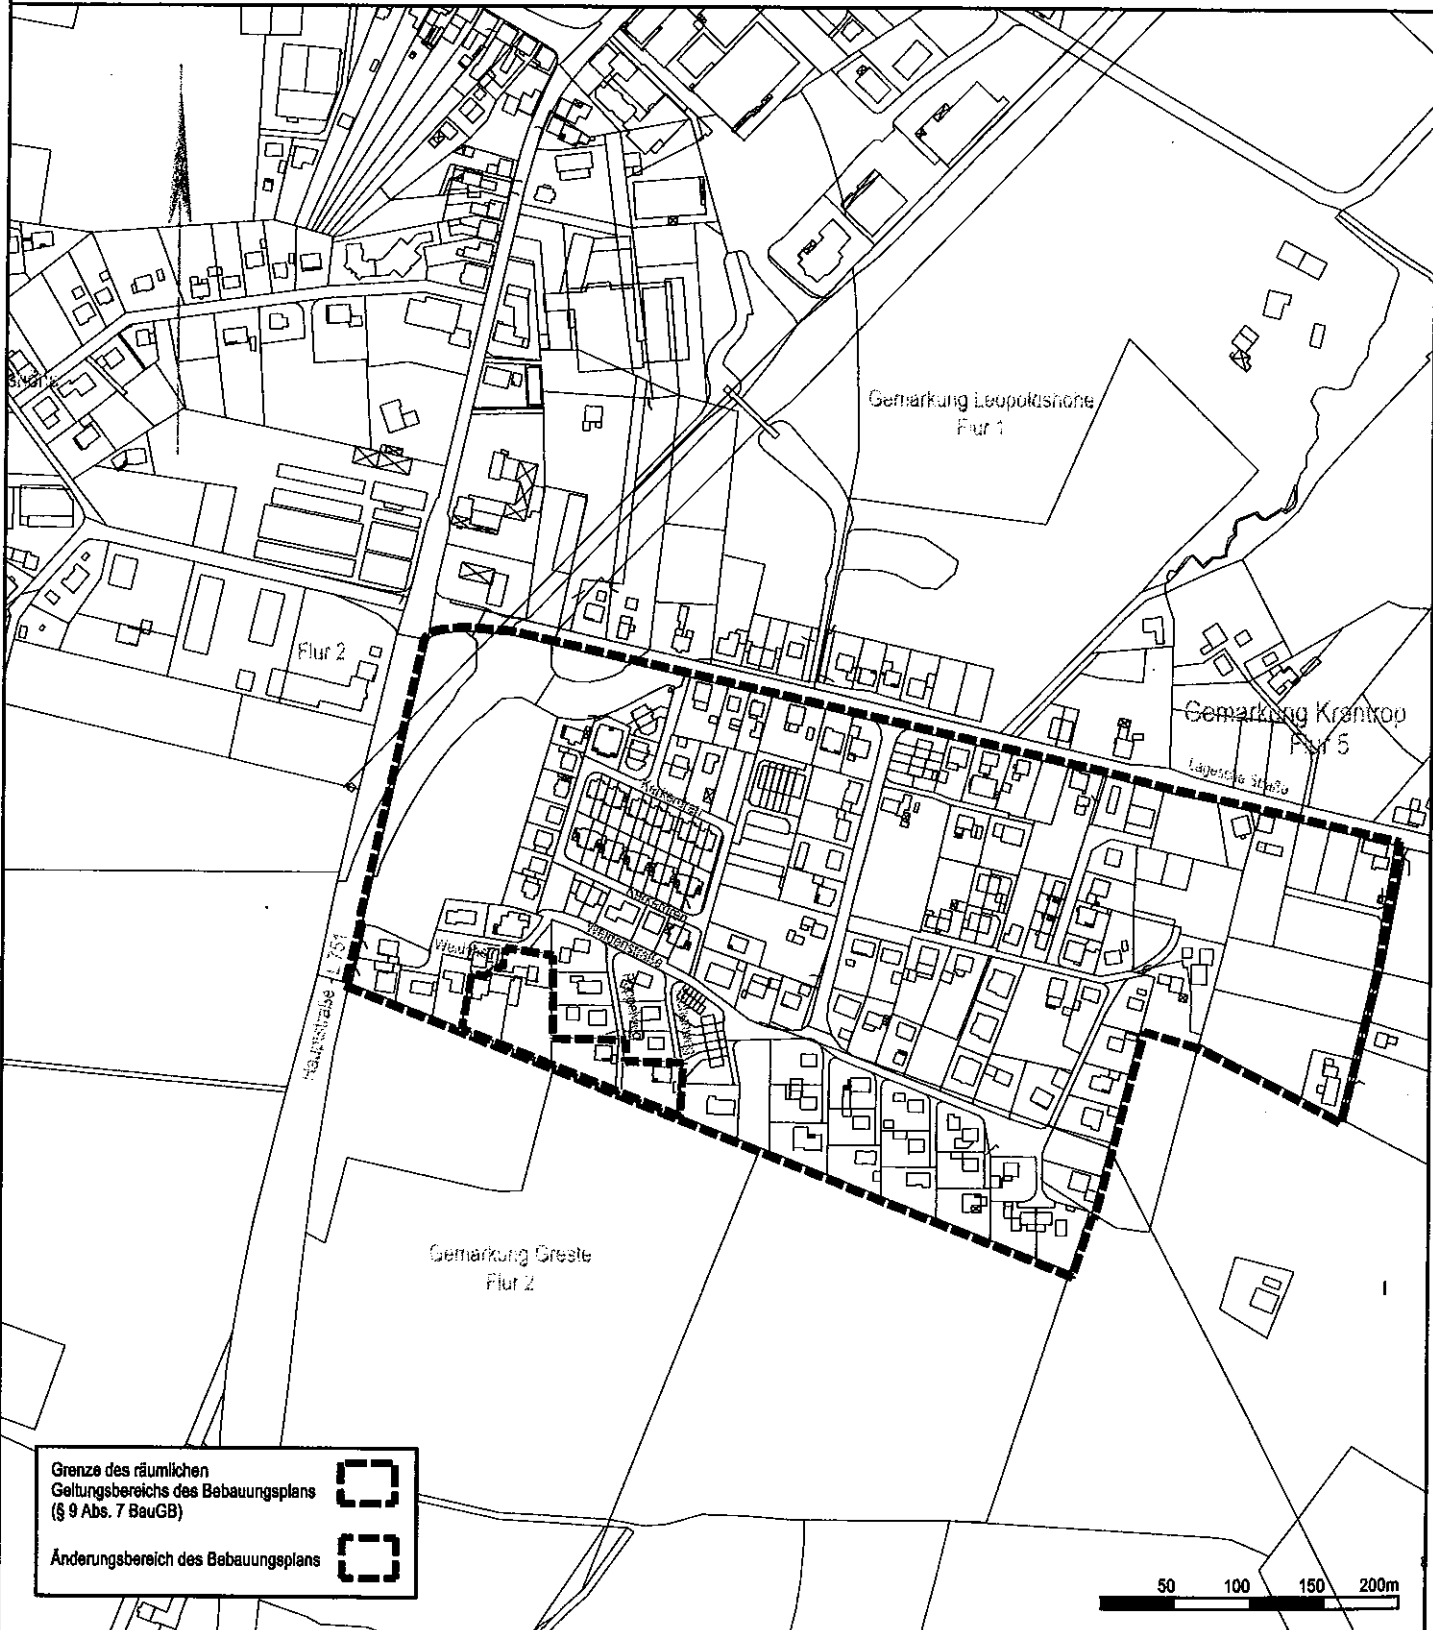 Gemarkung Leopoldshöhe
Flur 1
Flur 2
Gemarkung Krentrop
Flur 5
Lagesche Straße
Weidenstraße
Hauptstraße L 751
Gemarkung Greste
Flur 2
Grenze des räumlichen
Geltungsbereichs des Bebauungsplans
(§ 9 Abs. 7 BauGB)
Änderungsbereich des Bebauungsplans
50 100 150 200m